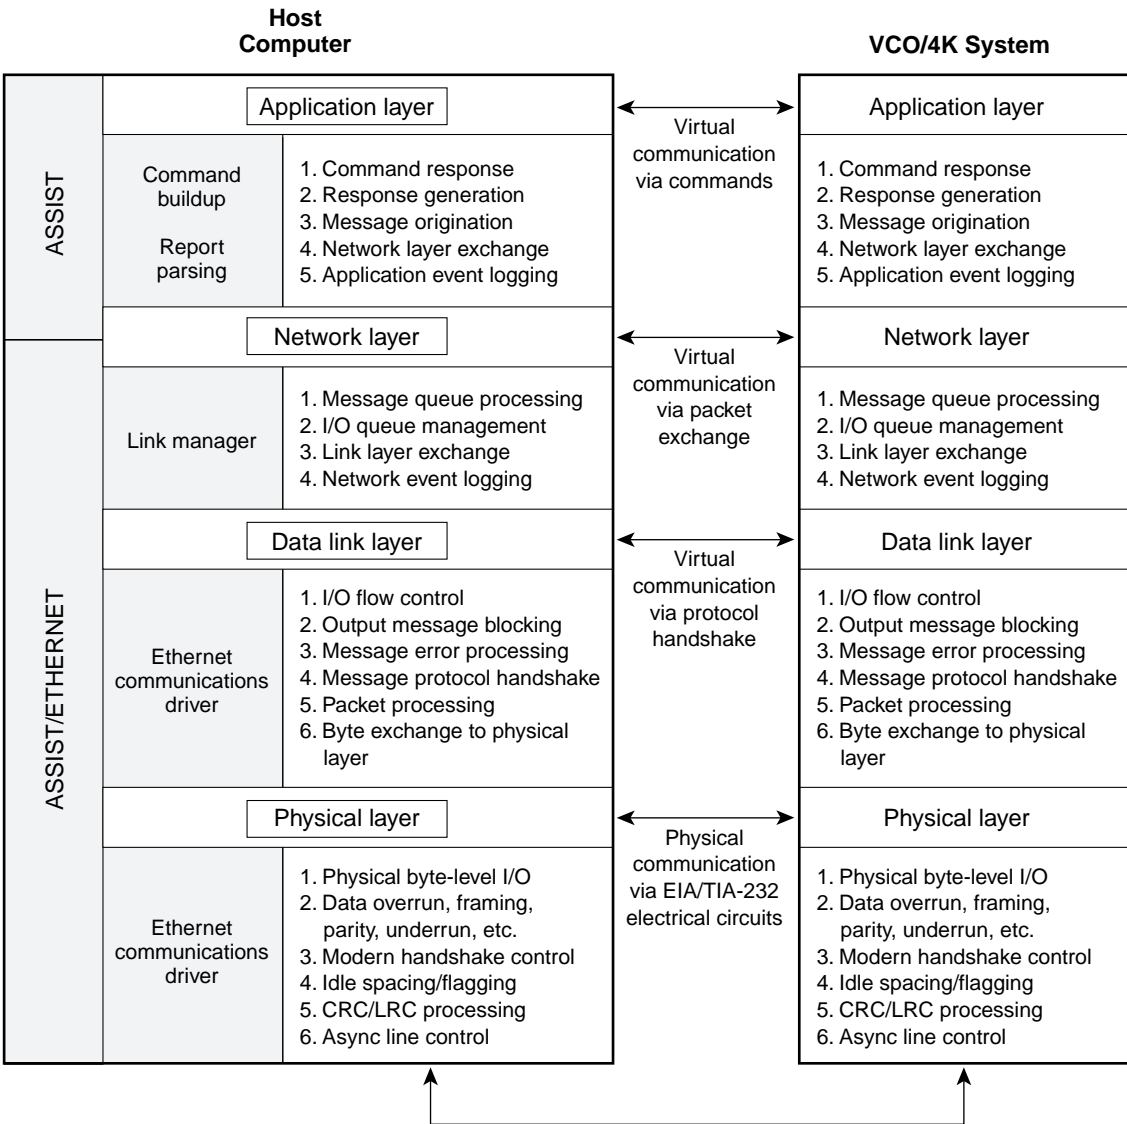 Host
Computer
VCO/4K System
ASSIST
Application layer
Command
buildup
Report
parsing
1. Command response
2. Response generation
3. Message origination
4. Network layer exchange
5. Application event logging
Virtual
communication
via commands
Application layer
1. Command response
2. Response generation
3. Message origination
4. Network layer exchange
5. Application event logging
ASSIST/ETHERNET
Network layer
Link manager
1. Message queue processing
2. I/O queue management
3. Link layer exchange
4. Network event logging
Virtual
communication
via packet
exchange
Network layer
1. Message queue processing
2. I/O queue management
3. Link layer exchange
4. Network event logging
Data link layer
Ethernet
communications
driver
1. I/O flow control
2. Output message blocking
3. Message error processing
4. Message protocol handshake
5. Packet processing
6. Byte exchange to physical
layer
Virtual
communication
via protocol
handshake
Data link layer
1. I/O flow control
2. Output message blocking
3. Message error processing
4. Message protocol handshake
5. Packet processing
6. Byte exchange to physical
layer
Physical layer
Ethernet
communications
driver
1. Physical byte-level I/O
2. Data overrun, framing,
parity, underrun, etc.
3. Modern handshake control
4. Idle spacing/flagging
5. CRC/LRC processing
6. Async line control
Physical
communication
via EIA/TIA-232
electrical circuits
Physical layer
1. Physical byte-level I/O
2. Data overrun, framing,
parity, underrun, etc.
3. Modern handshake control
4. Idle spacing/flagging
5. CRC/LRC processing
6. Async line control